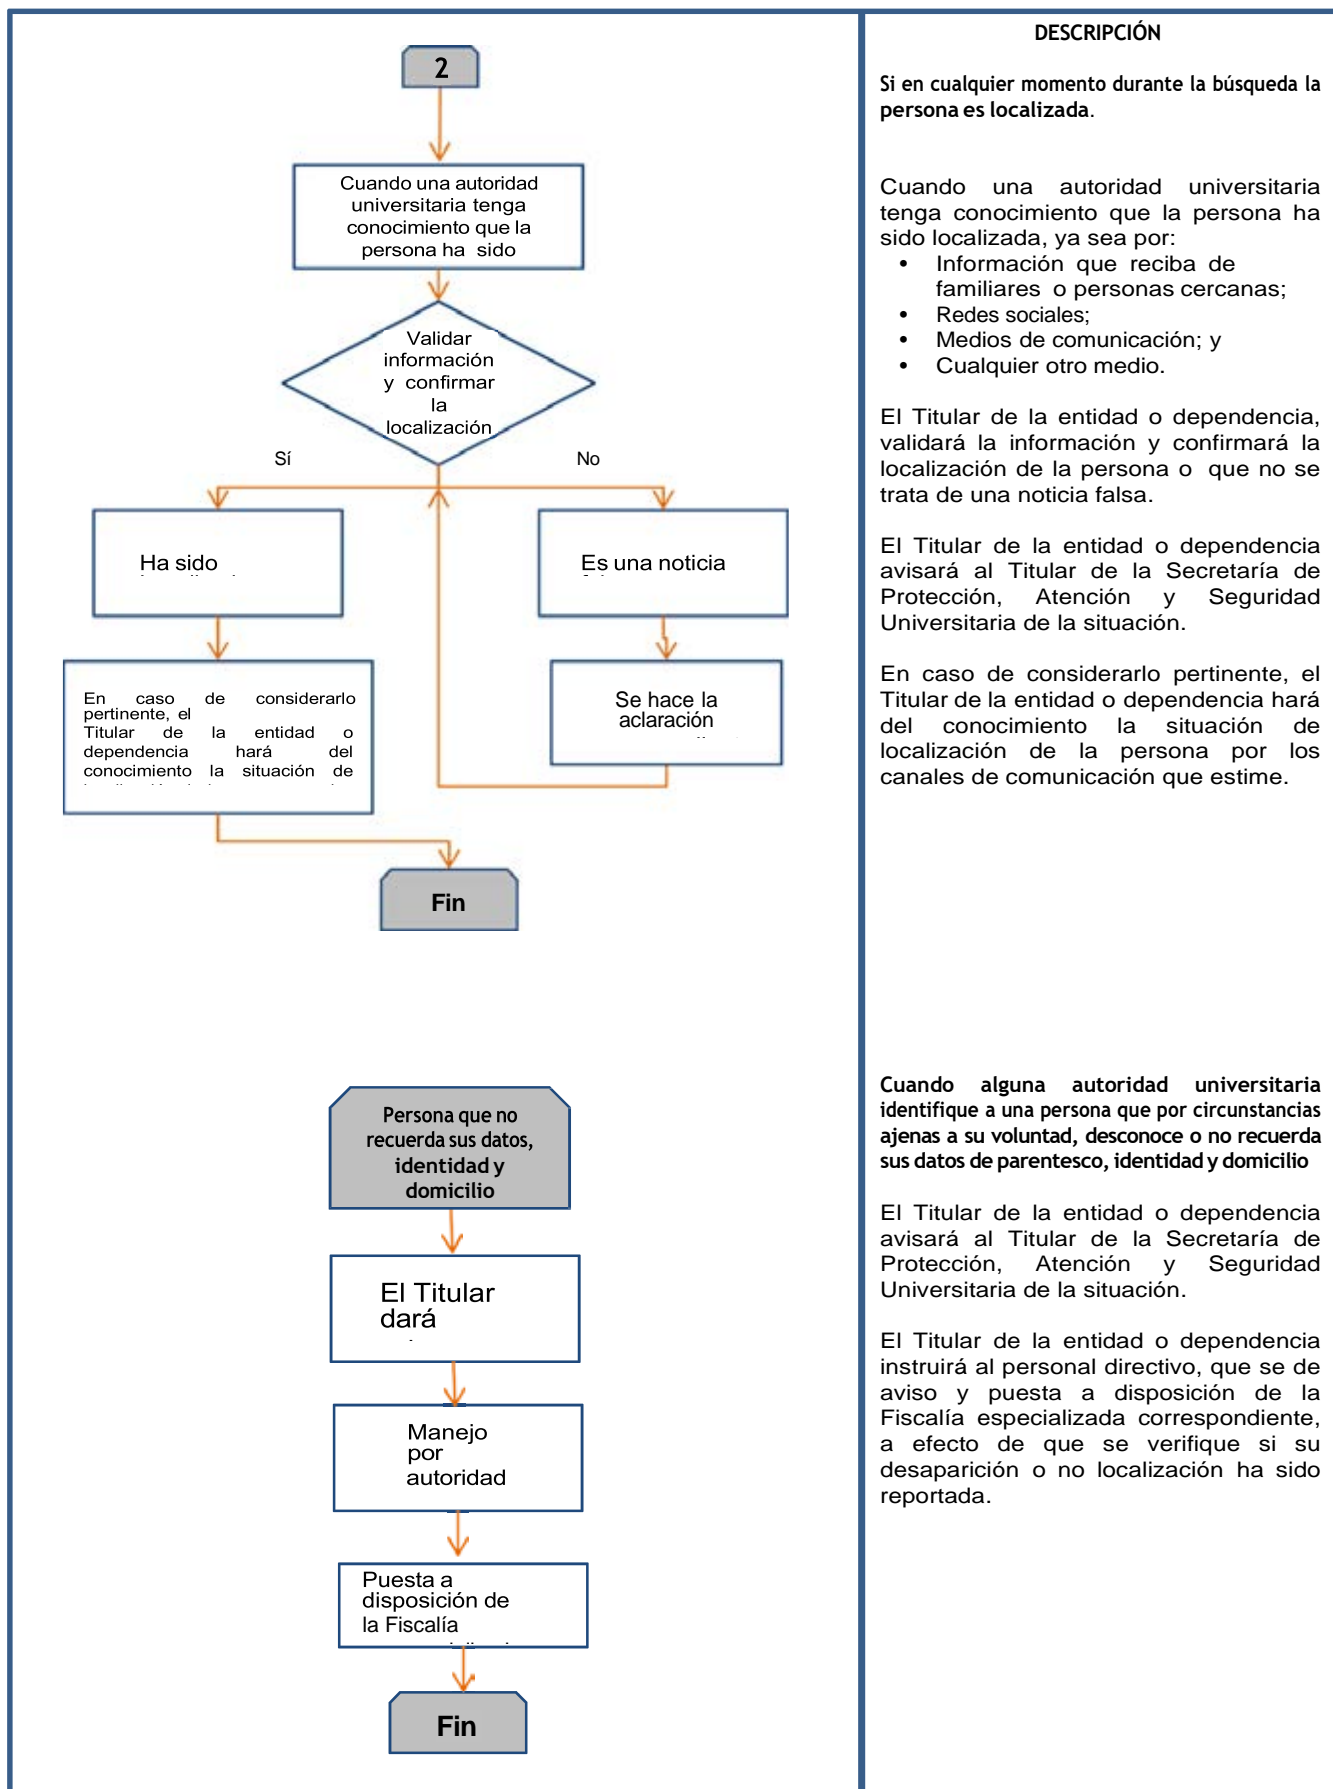 2
Cuando una autoridad
universitaria tenga
conocimiento que la
persona ha sido
Validar
información
y confirmar
la
localización
Sí
No
Ha sido
Es una noticia
En caso de considerarlo
pertinente, el
Titular de la entidad o
dependencia hará del
conocimiento la situación de
Se hace la
aclaración
Fin
Persona que no
recuerda sus datos,
identidad y
domicilio
El Titular
dará
Manejo
por
autoridad
Puesta a
disposición de
la Fiscalía
Fin
DESCRIPCIÓN
Si en cualquier momento durante la búsqueda la
persona es localizada.
Cuando una autoridad universitaria
tenga conocimiento que la persona ha
sido localizada, ya sea por:
• Información que reciba de
familiares o personas cercanas;
• Redes sociales;
• Medios de comunicación; y
• Cualquier otro medio.
El Titular de la entidad o dependencia,
validará la información y confirmará la
localización de la persona o que no se
trata de una noticia falsa.
El Titular de la entidad o dependencia
avisará al Titular de la Secretaría de
Protección, Atención y Seguridad
Universitaria de la situación.
En caso de considerarlo pertinente, el
Titular de la entidad o dependencia hará
del conocimiento la situación de
localización de la persona por los
canales de comunicación que estime.
Cuando alguna autoridad universitaria
identifique a una persona que por circunstancias
ajenas a su voluntad, desconoce o no recuerda
sus datos de parentesco, identidad y domicilio
El Titular de la entidad o dependencia
avisará al Titular de la Secretaría de
Protección, Atención y Seguridad
Universitaria de la situación.
El Titular de la entidad o dependencia
instruirá al personal directivo, que se de
aviso y puesta a disposición de la
Fiscalía especializada correspondiente,
a efecto de que se verifique si su
desaparición o no localización ha sido
reportada.